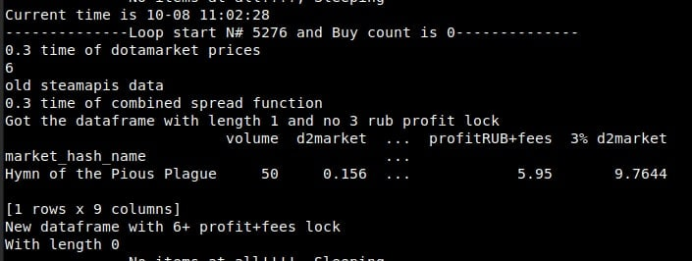 No items at all!!!!, Sleeping
Current time is 10-08 11:02:28
--------------Loop start N# 5276 and Buy count is 0--------------
0.3 time of dotamarket prices
6
old steamapis data
0.3 time of combined spread function
Got the dataframe with length 1 and no 3 rub profit lock
volume d2market ... profitRUB+fees 3% d2market
market_hash_name ...
Hymn of the Pious Plague 50 0.156 ... 5.95 9.7644
[1 rows x 9 columns]
New dataframe with 6+ profit+fees lock
With length 0
No items at all!!!!, Sleeping